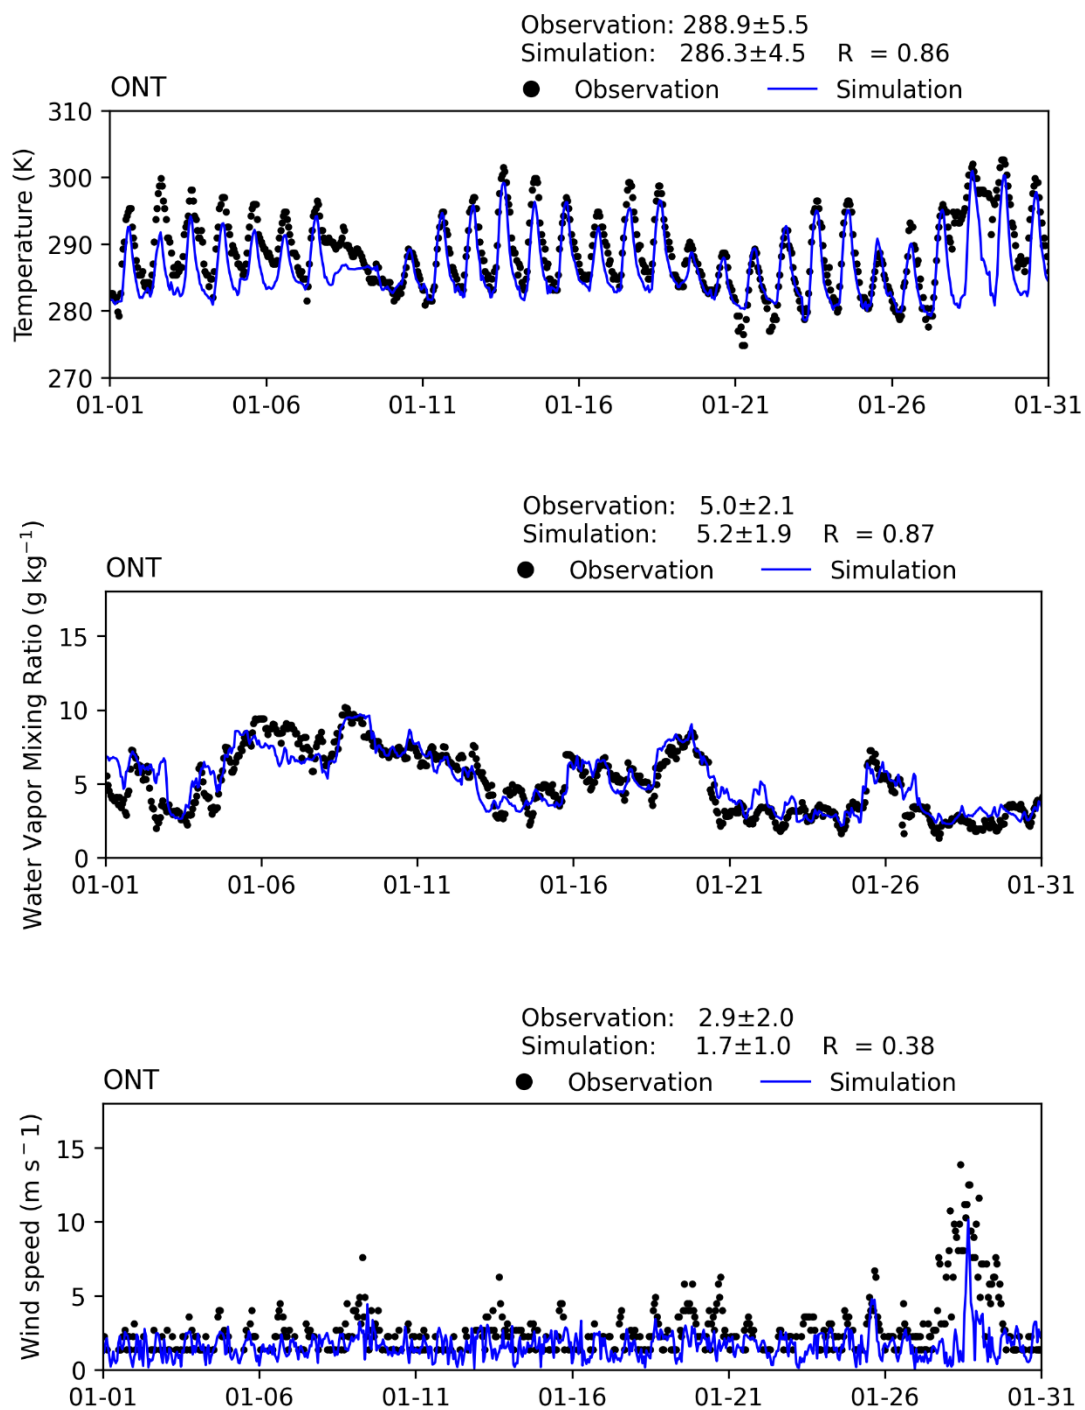 Observation: 288.9±5.5
Simulation: 286.3±4.5 R = 0.86
ONT
Observation Simulation
Temperature (K)
310
300
290
280
270
01-01 01-06 01-11 01-16 01-21 01-26 01-31
Observation: 5.0±2.1
Simulation: 5.2±1.9 R = 0.87
ONT
Observation Simulation
Water Vapor Mixing Ratio (g kg⁻¹)
15
10
5
0
01-01 01-06 01-11 01-16 01-21 01-26 01-31
Observation: 2.9±2.0
Simulation: 1.7±1.0 R = 0.38
ONT
Observation Simulation
Wind speed (m s⁻1)
15
10
5
0
01-01 01-06 01-11 01-16 01-21 01-26 01-31